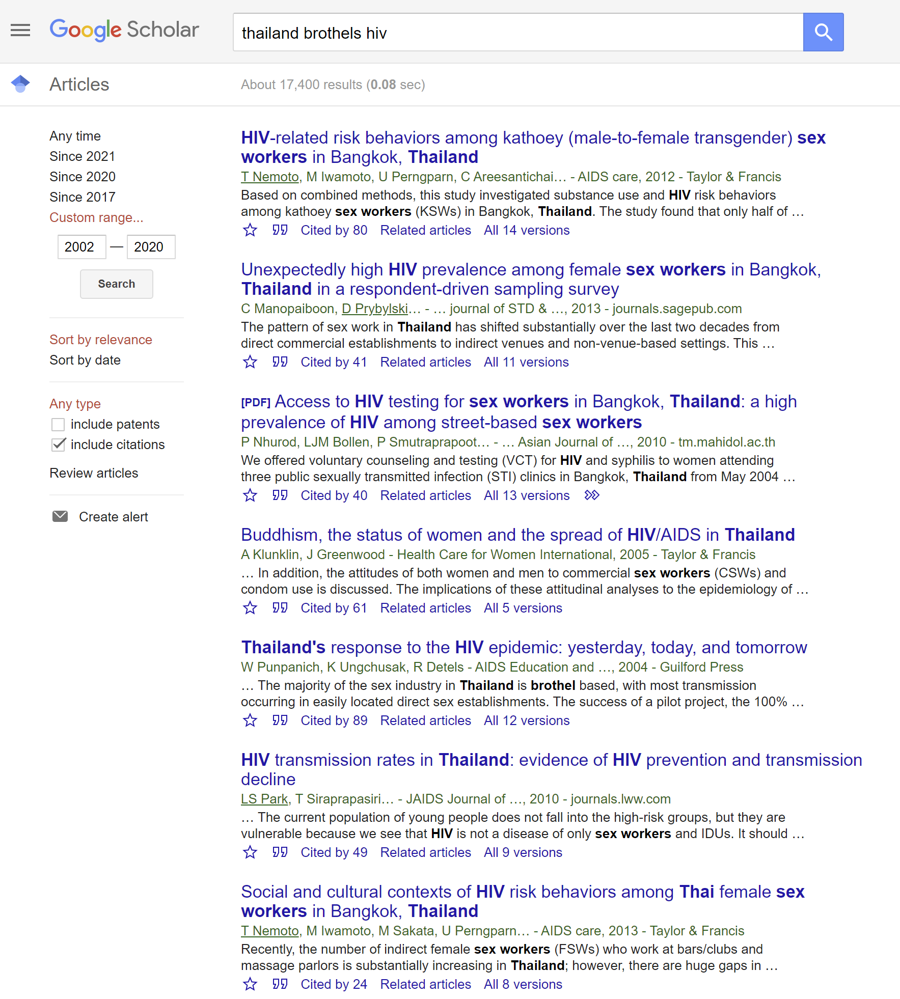 Google Scholar
thailand brothels hiv
Articles
About 17,400 results (0.08 sec)
Any time
Since 2021
Since 2020
Since 2017
Custom range...
2002 — 2020
Search
Sort by relevance
Sort by date
Any type
include patents
include citations
Review articles
Create alert
HIV-related risk behaviors among kathoey (male-to-female transgender) sex
workers in Bangkok, Thailand
T Nemoto, M Iwamoto, U Perngparn, C Areesantichai… - AIDS care, 2012 - Taylor & Francis
Based on combined methods, this study investigated substance use and HIV risk behaviors
among kathoey sex workers (KSWs) in Bangkok, Thailand. The study found that only half of …
Cited by 80 Related articles All 14 versions
Unexpectedly high HIV prevalence among female sex workers in Bangkok,
Thailand in a respondent-driven sampling survey
C Manopaiboon, D Prybylski… - … journal of STD & …, 2013 - journals.sagepub.com
The pattern of sex work in Thailand has shifted substantially over the last two decades from
direct commercial establishments to indirect venues and non-venue-based settings. This …
Cited by 41 Related articles All 11 versions
[PDF] Access to HIV testing for sex workers in Bangkok, Thailand: a high
prevalence of HIV among street-based sex workers
P Nhurod, LJM Bollen, P Smutraprapoot… - … Asian Journal of …, 2010 - tm.mahidol.ac.th
We offered voluntary counseling and testing (VCT) for HIV and syphilis to women attending
three public sexually transmitted infection (STI) clinics in Bangkok, Thailand from May 2004 …
Cited by 40 Related articles All 13 versions
Buddhism, the status of women and the spread of HIV/AIDS in Thailand
A Klunklin, J Greenwood - Health Care for Women International, 2005 - Taylor & Francis
… In addition, the attitudes of both women and men to commercial sex workers (CSWs) and
condom use is discussed. The implications of these attitudinal analyses to the epidemiology of …
Cited by 61 Related articles All 5 versions
Thailand's response to the HIV epidemic: yesterday, today, and tomorrow
W Punpanich, K Ungchusak, R Detels - AIDS Education and …, 2004 - Guilford Press
… The majority of the sex industry in Thailand is brothel based, with most transmission
occurring in easily located direct sex establishments. The success of a pilot project, the 100% …
Cited by 89 Related articles All 12 versions
HIV transmission rates in Thailand: evidence of HIV prevention and transmission
decline
LS Park, T Siraprapasiri… - JAIDS Journal of …, 2010 - journals.lww.com
… The current population of young people does not fall into the high-risk groups, but they are
vulnerable because we see that HIV is not a disease of only sex workers and IDUs. It should …
Cited by 49 Related articles All 9 versions
Social and cultural contexts of HIV risk behaviors among Thai female sex
workers in Bangkok, Thailand
T Nemoto, M Iwamoto, M Sakata, U Perngparn… - AIDS care, 2013 - Taylor & Francis
Recently, the number of indirect female sex workers (FSWs) who work at bars/clubs and
massage parlors is substantially increasing in Thailand; however, there are huge gaps in …
Cited by 24 Related articles All 8 versions